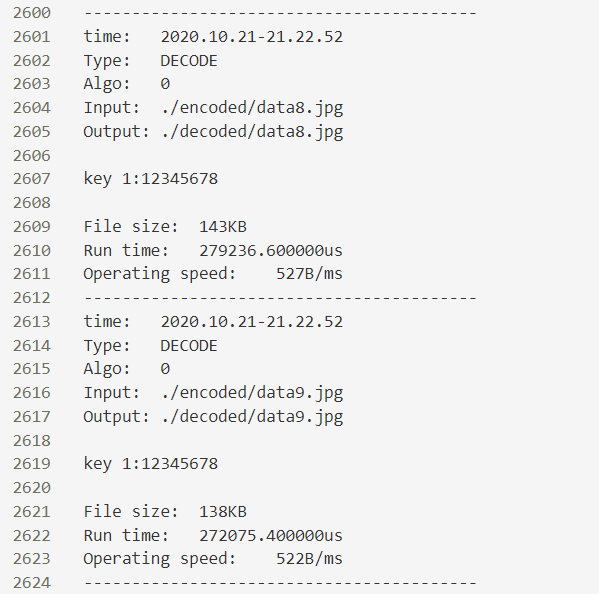 2600 -----------------------------------------
2601 time:   2020.10.21-21.22.52
2602 Type:   DECODE
2603 Algo:   0
2604 Input:  ./encoded/data8.jpg
2605 Output: ./decoded/data8.jpg
2606
2607 key 1:12345678
2608
2609 File size:  143KB
2610 Run time:   279236.600000us
2611 Operating speed:    527B/ms
2612 -----------------------------------------
2613 time:   2020.10.21-21.22.52
2614 Type:   DECODE
2615 Algo:   0
2616 Input:  ./encoded/data9.jpg
2617 Output: ./decoded/data9.jpg
2618
2619 key 1:12345678
2620
2621 File size:  138KB
2622 Run time:   272075.400000us
2623 Operating speed:    522B/ms
2624 -----------------------------------------